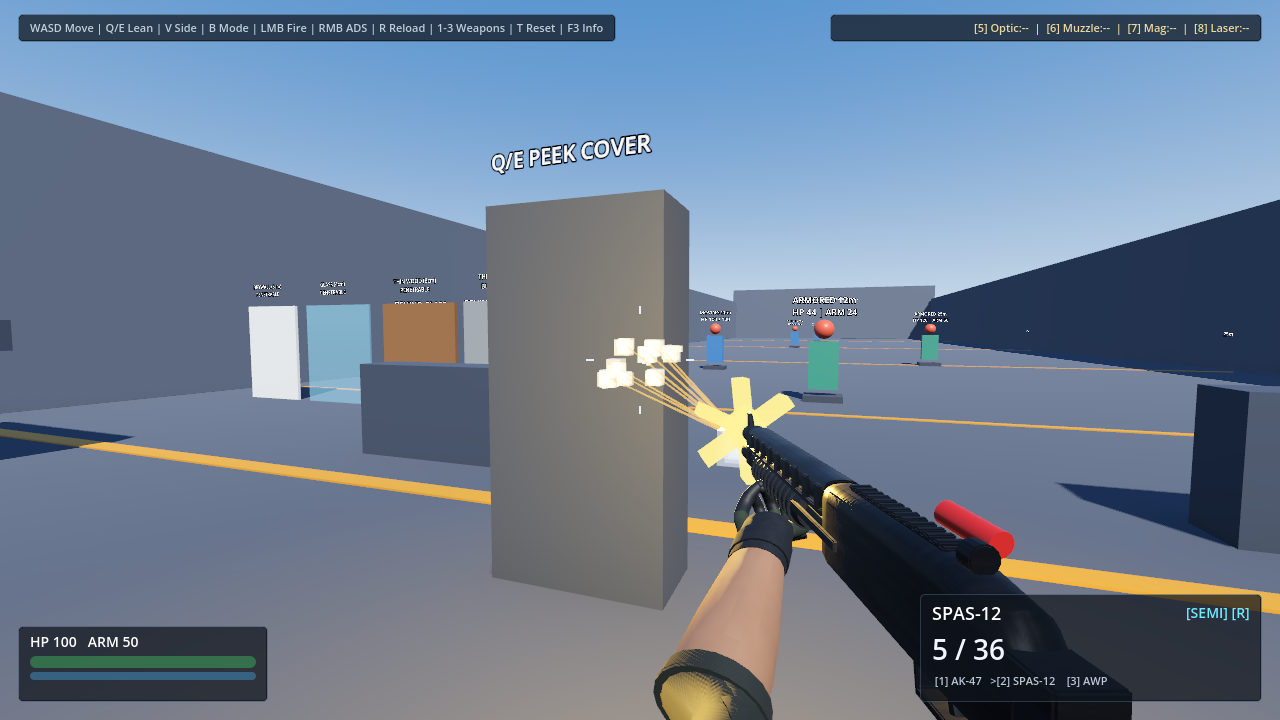 WASD Move | Q/E Lean | V Side | B Mode | LMB Fire | RMB ADS | R Reload | 1-3 Weapons | T Reset | F3 Info
[5] Optic:-- | [6] Muzzle:-- | [7] Mag:-- | [8] Laser:--
Q/E PEEK COVER
ARMORED 12m
HP 44 | ARM 24
HP 100 ARM 50
SPAS-12
[SEMI] [R]
5 / 36
[1] AK-47 >[2] SPAS-12 [3] AWP